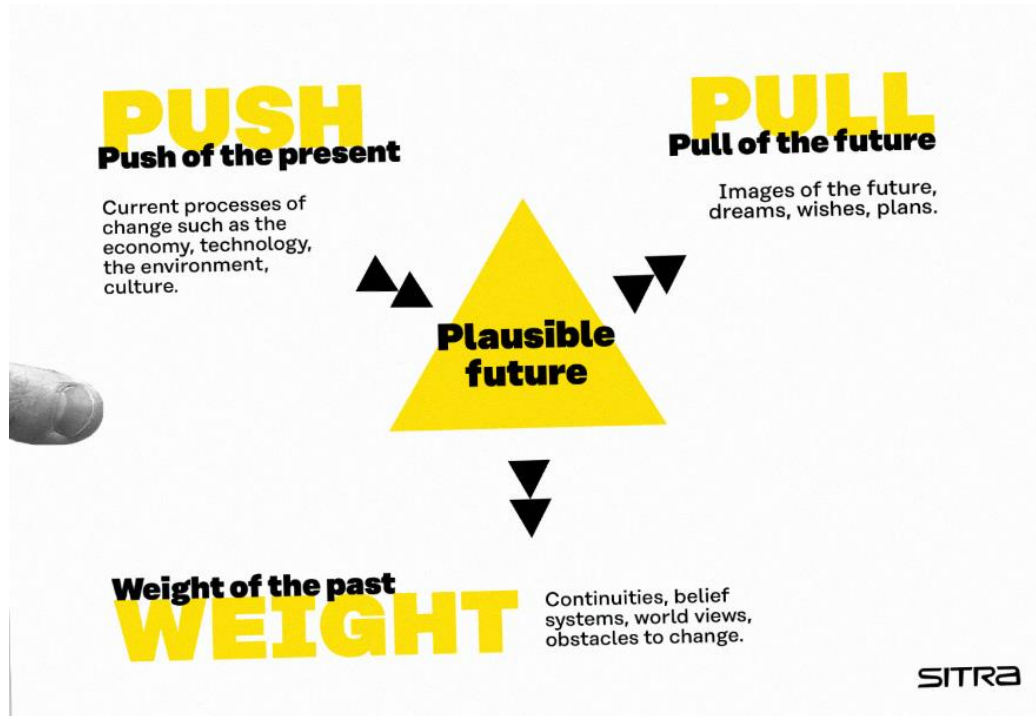 PUSH
Push of the present
Current processes of
change such as the
economy, technology,
the environment,
culture.
PULL
Pull of the future
Images of the future,
dreams, wishes, plans.
Plausible
future
Weight of the past
WEIGHT
Continuities, belief
systems, world views,
obstacles to change.
SITRA